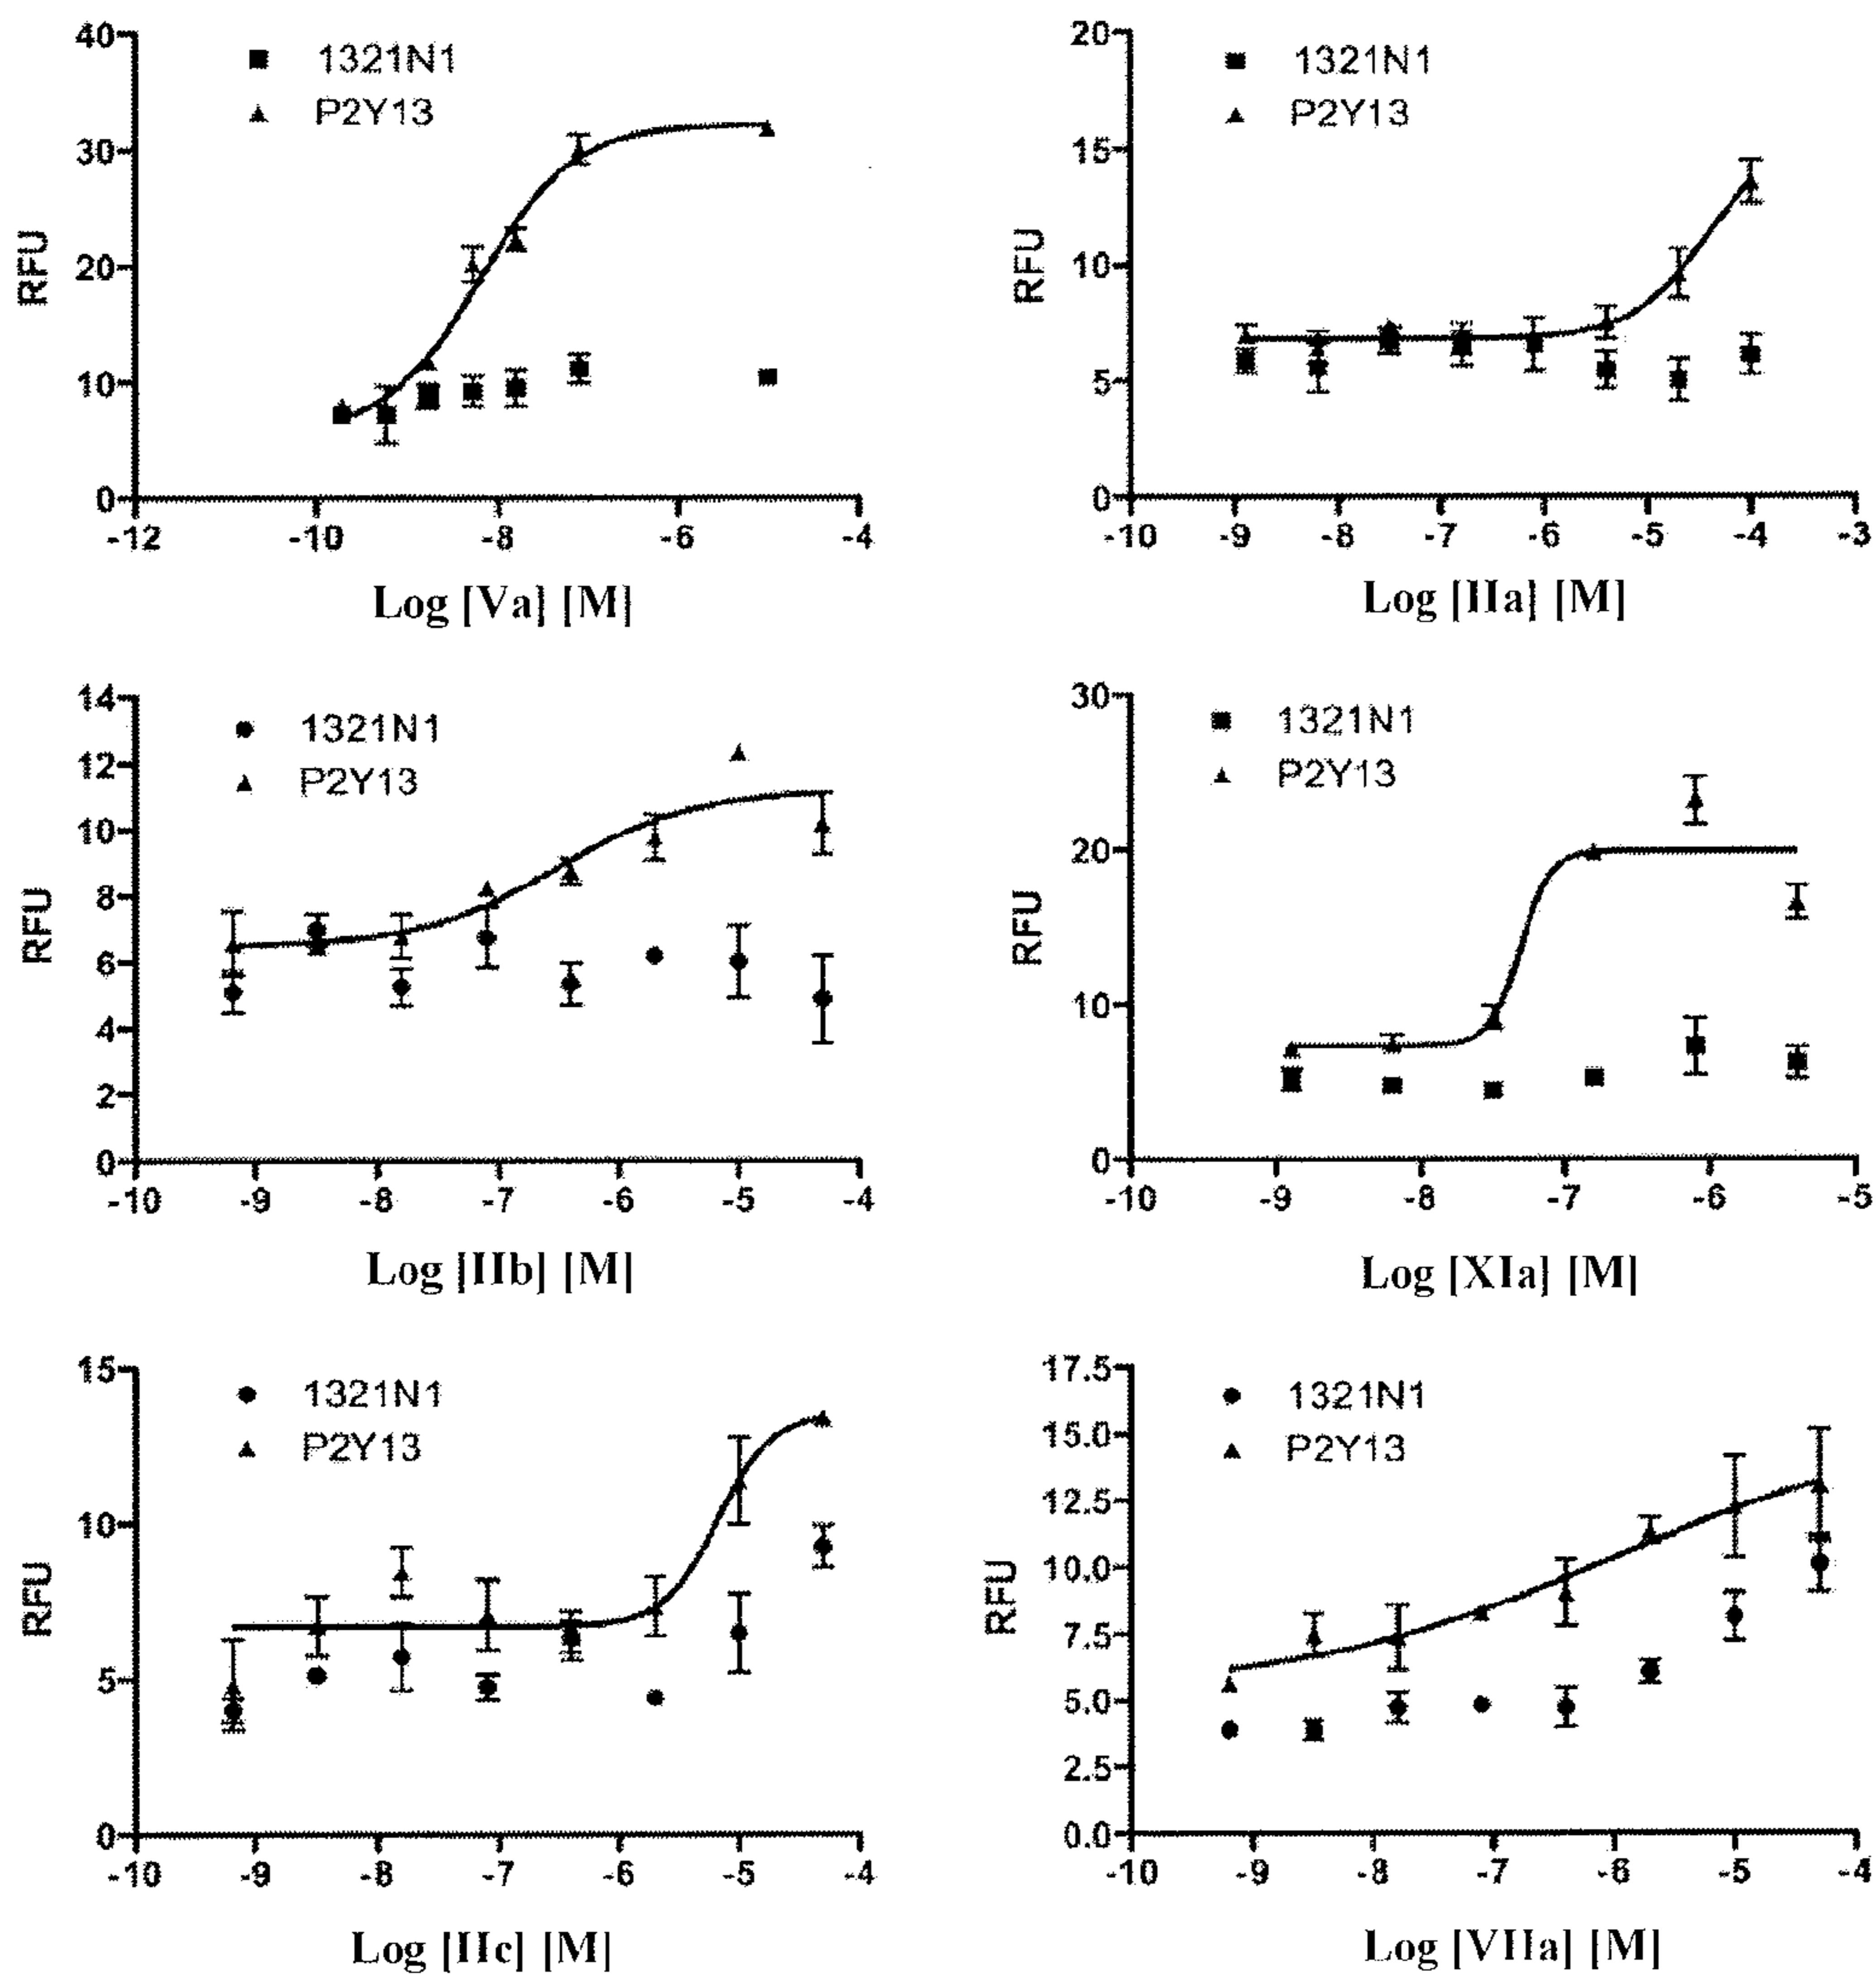 40
30
20
10
0
RFU
1321N1
P2Y13
-12 -10 -8 -6 -4
Log [Va] [M]
20
15
10
5
0
RFU
1321N1
P2Y13
-10 -9 -8 -7 -6 -5 -4 -3
Log [IIa] [M]
14
12
10
8
6
4
2
0
RFU
1321N1
P2Y13
-10 -9 -8 -7 -6 -5 -4
Log [IIb] [M]
30
20
10
0
RFU
1321N1
P2Y13
-10 -9 -8 -7 -6 -5
Log [XIa] [M]
15
10
5
0
RFU
1321N1
P2Y13
-10 -9 -8 -7 -6 -5 -4
Log [IIc] [M]
17.5
15.0
12.5
10.0
7.5
5.0
2.5
0.0
RFU
1321N1
P2Y13
-10 -9 -8 -7 -6 -5 -4
Log [VIIa] [M]